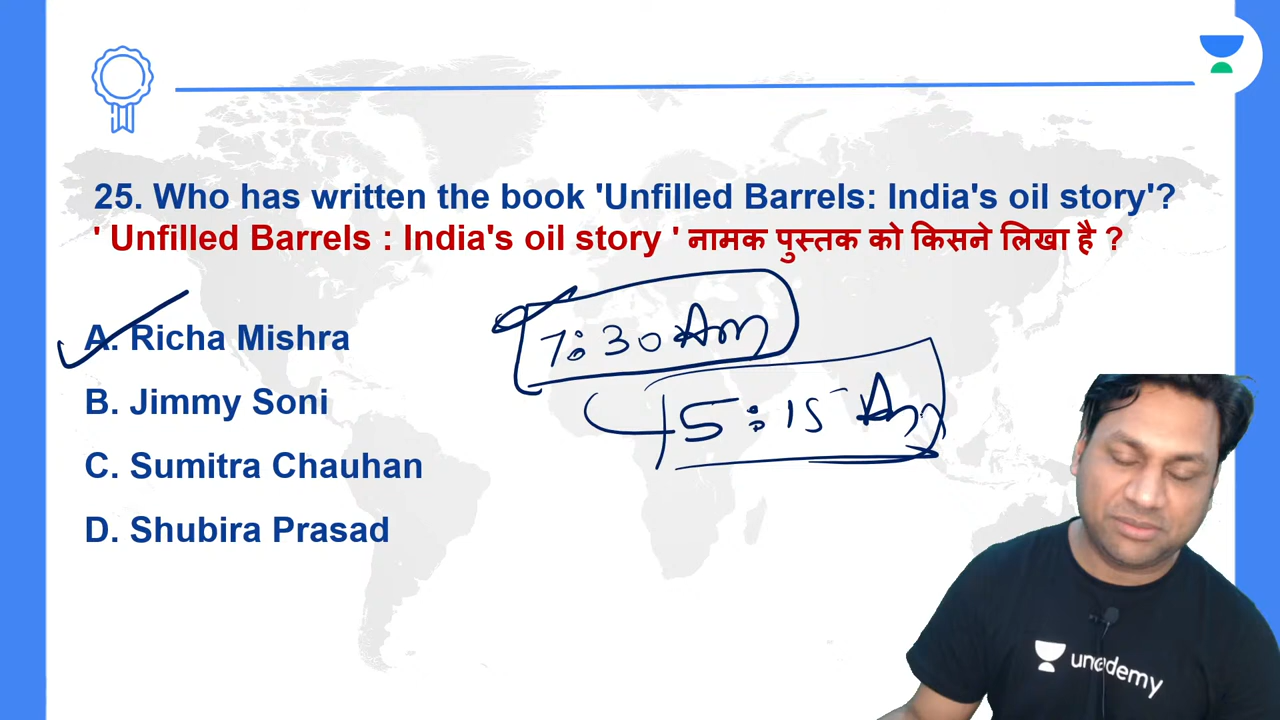 25. Who has written the book 'Unfilled Barrels: India's oil story'?
' Unfilled Barrels : India's oil story ' नामक पुस्तक को किसने लिखा है ?
A. Richa Mishra
B. Jimmy Soni
C. Sumitra Chauhan
D. Shubira Prasad
7:30 Am
5:15 Am
unacademy